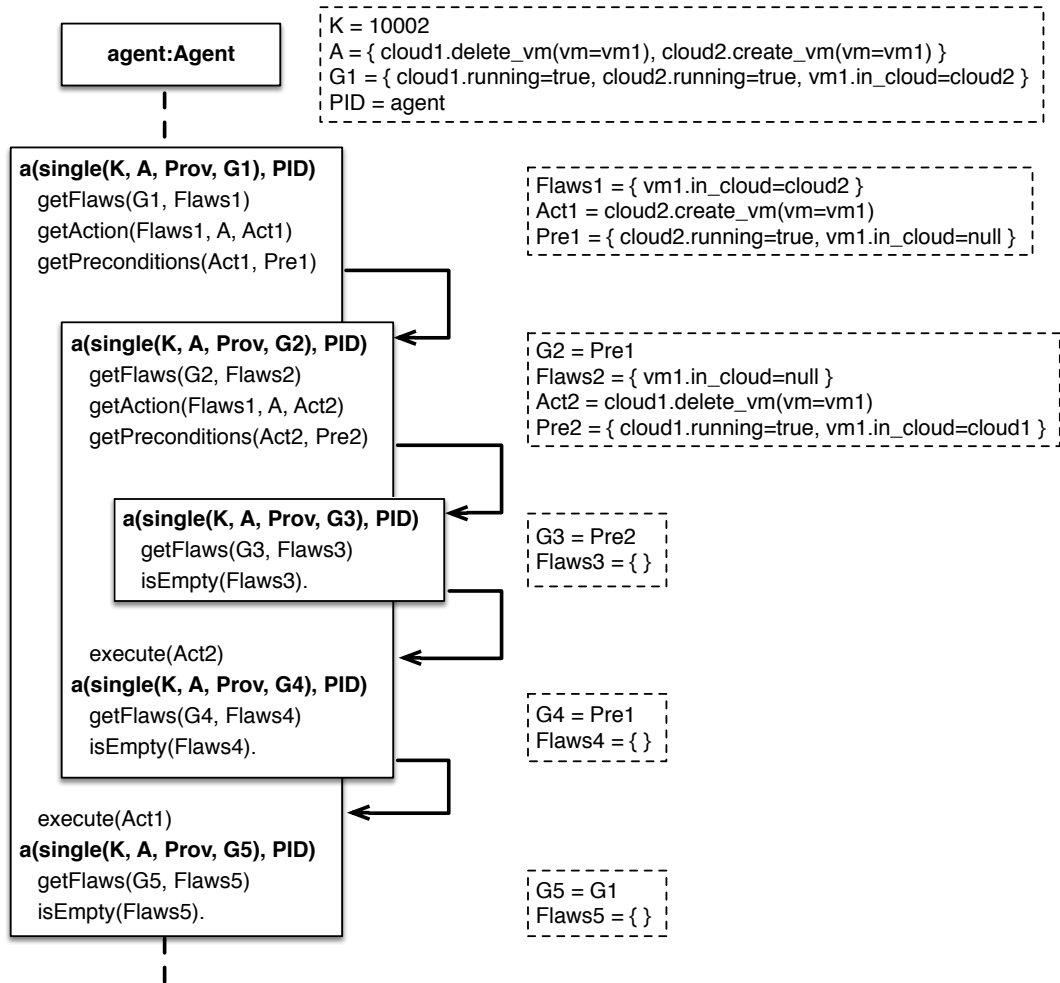 agent:Agent
K = 10002
A = { cloud1.delete_vm(vm=vm1), cloud2.create_vm(vm=vm1) }
G1 = { cloud1.running=true, cloud2.running=true, vm1.in_cloud=cloud2 }
PID = agent
a(single(K, A, Prov, G1), PID)
getFlaws(G1, Flaws1)
getAction(Flaws1, A, Act1)
getPreconditions(Act1, Pre1)
Flaws1 = { vm1.in_cloud=cloud2 }
Act1 = cloud2.create_vm(vm=vm1)
Pre1 = { cloud2.running=true, vm1.in_cloud=null }
a(single(K, A, Prov, G2), PID)
getFlaws(G2, Flaws2)
getAction(Flaws1, A, Act2)
getPreconditions(Act2, Pre2)
G2 = Pre1
Flaws2 = { vm1.in_cloud=null }
Act2 = cloud1.delete_vm(vm=vm1)
Pre2 = { cloud1.running=true, vm1.in_cloud=cloud1 }
a(single(K, A, Prov, G3), PID)
getFlaws(G3, Flaws3)
isEmpty(Flaws3).
G3 = Pre2
Flaws3 = { }
execute(Act2)
a(single(K, A, Prov, G4), PID)
getFlaws(G4, Flaws4)
isEmpty(Flaws4).
G4 = Pre1
Flaws4 = { }
execute(Act1)
a(single(K, A, Prov, G5), PID)
getFlaws(G5, Flaws5)
isEmpty(Flaws5).
G5 = G1
Flaws5 = { }